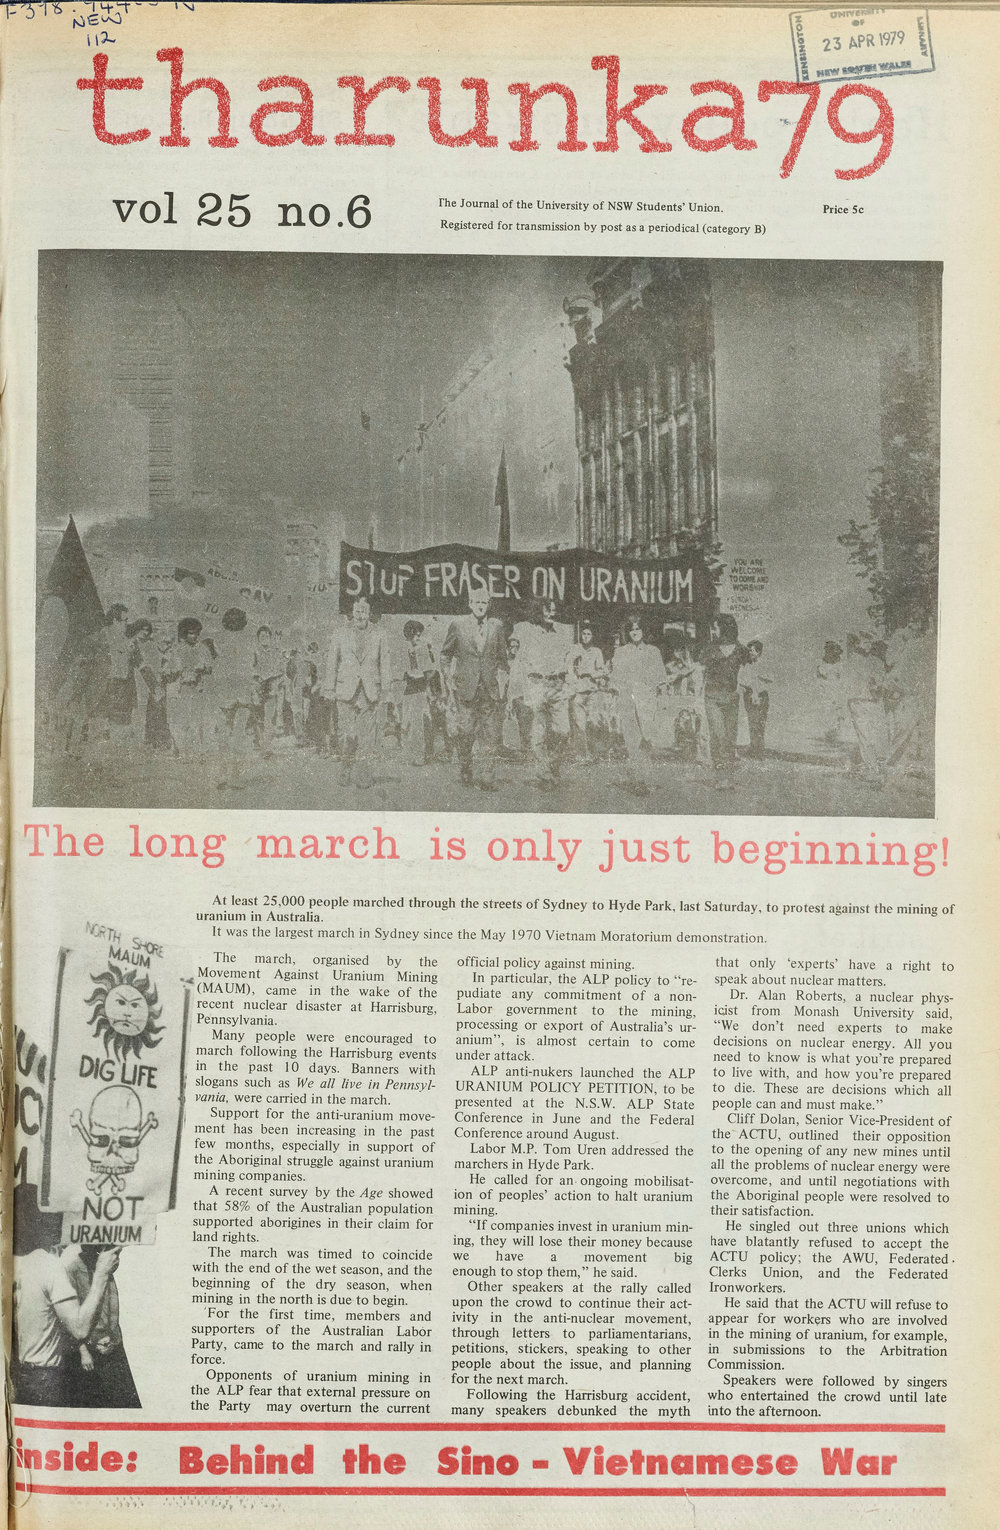 NEW
112
UNIVERSITY
OF
KENSINGTON
23 APR 1979
LIBRARY
NEW SOUTH WALES
tharunka79
vol 25 no.6
The Journal of the University of NSW Students' Union.
Price 5c
Registered for transmission by post as a periodical (category B)
YOU ARE
WELCOME
TO COME AND
WORSHIP
STOP FRASER ON URANIUM
The long march is only just beginning!
At least 25,000 people marched through the streets of Sydney to Hyde Park, last Saturday, to protest against the mining of
uranium in Australia.
It was the largest march in Sydney since the May 1970 Vietnam Moratorium demonstration.
NORTH SHORE
MAUM
DIG LIFE
NOT
URANIUM
The march, organised by the
Movement Against Uranium Mining
(MAUM), came in the wake of the
recent nuclear disaster at Harrisburg,
Pennsylvania.
Many people were encouraged to
march following the Harrisburg events
in the past 10 days. Banners with
slogans such as We all live in Pennsyl-
vania, were carried in the march.
Support for the anti-uranium move-
ment has been increasing in the past
few months, especially in support of
the Aboriginal struggle against uranium
mining companies.
A recent survey by the Age showed
that 58% of the Australian population
supported aborigines in their claim for
land rights.
The march was timed to coincide
with the end of the wet season, and the
beginning of the dry season, when
mining in the north is due to begin.
For the first time, members and
supporters of the Australian Labor
Party, came to the march and rally in
force.
Opponents of uranium mining in
the ALP fear that external pressure on
the Party may overturn the current
official policy against mining.
In particular, the ALP policy to "re-
pudiate any commitment of a non-
Labor government to the mining,
processing or export of Australia's ur-
anium", is almost certain to come
under attack.
ALP anti-nukers launched the ALP
URANIUM POLICY PETITION, to be
presented at the N.S.W. ALP State
Conference in June and the Federal
Conference around August.
Labor M.P. Tom Uren addressed the
marchers in Hyde Park.
He called for an ongoing mobilisat-
ion of peoples' action to halt uranium
mining.
"If companies invest in uranium min-
ing, they will lose their money because
we have a movement big
enough to stop them," he said.
Other speakers at the rally called
upon the crowd to continue their act-
ivity in the anti-nuclear movement,
through letters to parliamentarians,
petitions, stickers, speaking to other
people about the issue, and planning
for the next march.
Following the Harrisburg accident,
many speakers debunked the myth
that only 'experts' have a right to
speak about nuclear matters.
Dr. Alan Roberts, a nuclear phys-
icist from Monash University said,
"We don't need experts to make
decisions on nuclear energy. All you
need to know is what you're prepared
to live with, and how you're prepared
to die. These are decisions which all
people can and must make."
Cliff Dolan, Senior Vice-President of
the ACTU, outlined their opposition
to the opening of any new mines until
all the problems of nuclear energy were
overcome, and until negotiations with
the Aboriginal people were resolved to
their satisfaction.
He singled out three unions which
have blatantly refused to accept the
ACTU policy; the AWU, Federated
Clerks Union, and the Federated
Ironworkers.
He said that the ACTU will refuse to
appear for workers who are involved
in the mining of uranium, for example,
in submissions to the Arbitration
Commission.
Speakers were followed by singers
who entertained the crowd until late
into the afternoon.
inside: Behind the Sino - Vietnamese War